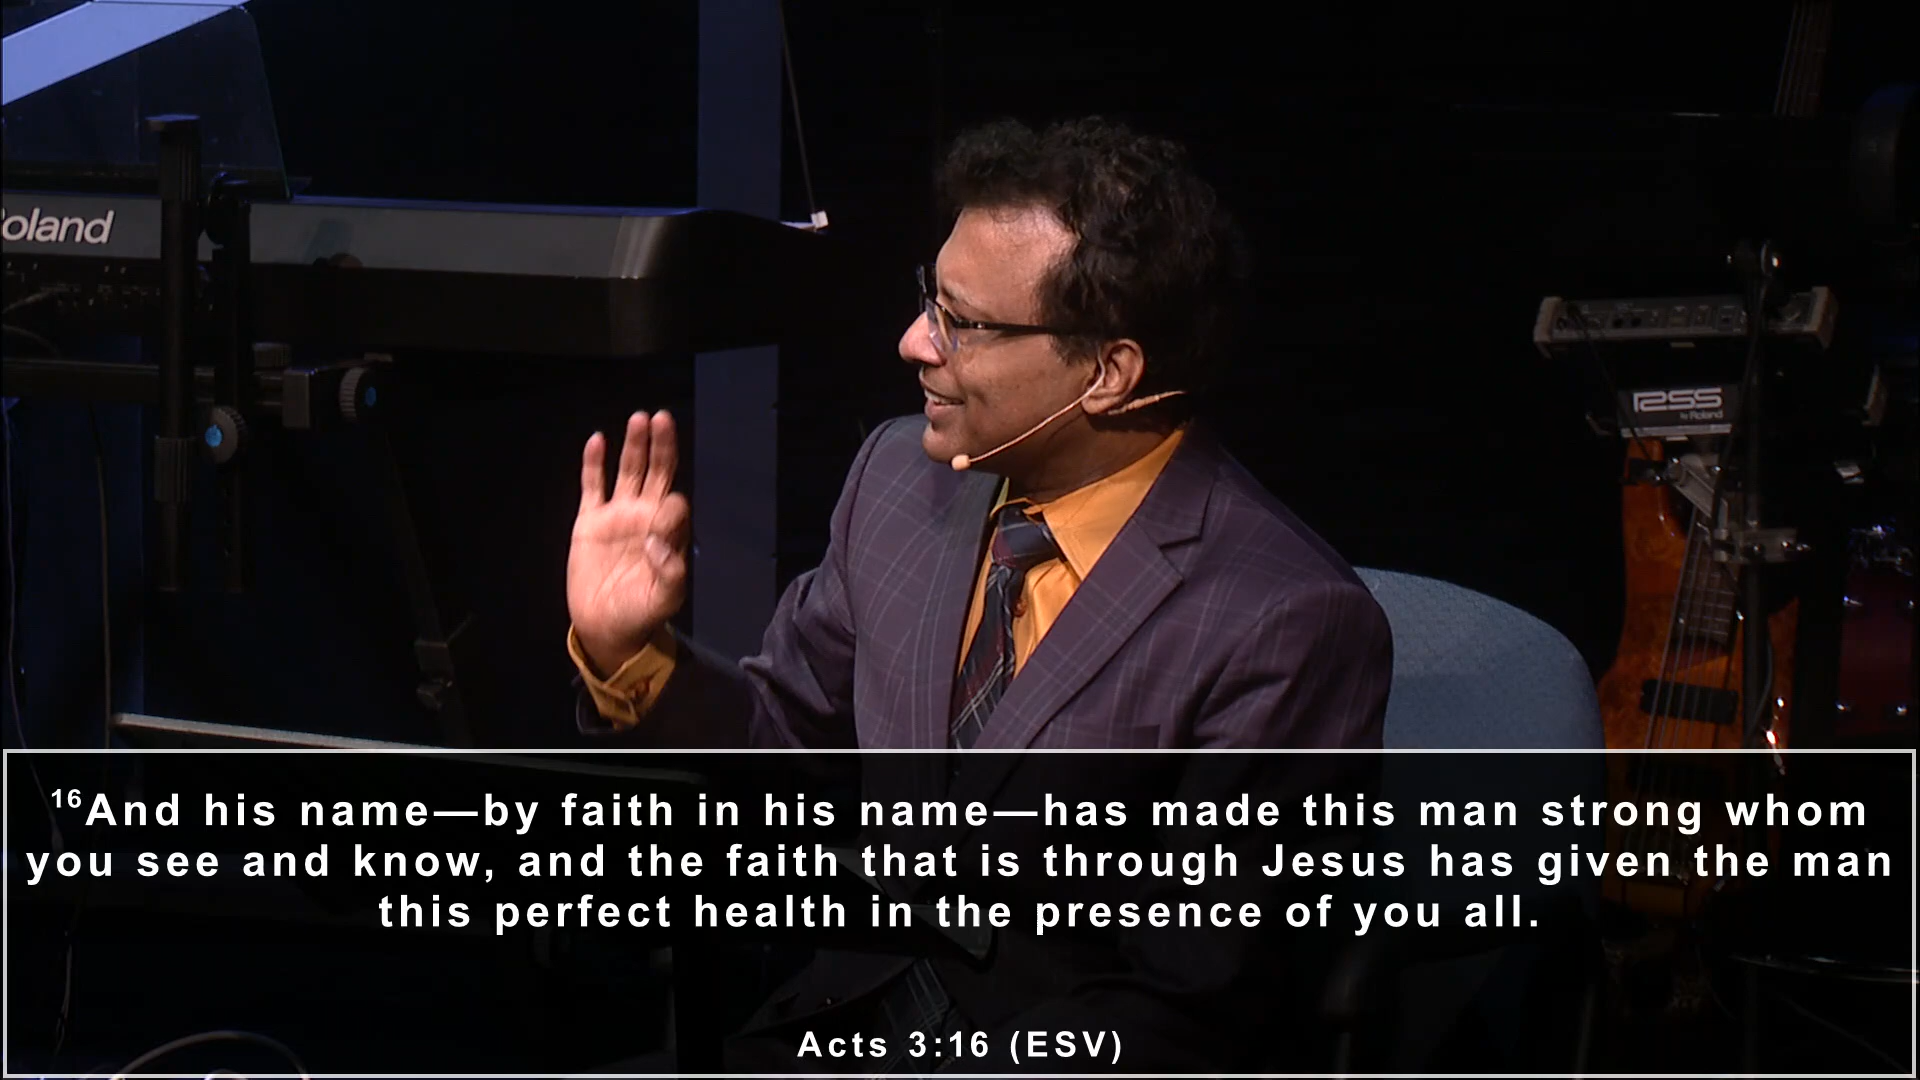 oland
RSS
by Roland
16And his name—by faith in his name—has made this man strong whom
you see and know, and the faith that is through Jesus has given the man
this perfect health in the presence of you all.
Acts 3:16 (ESV)